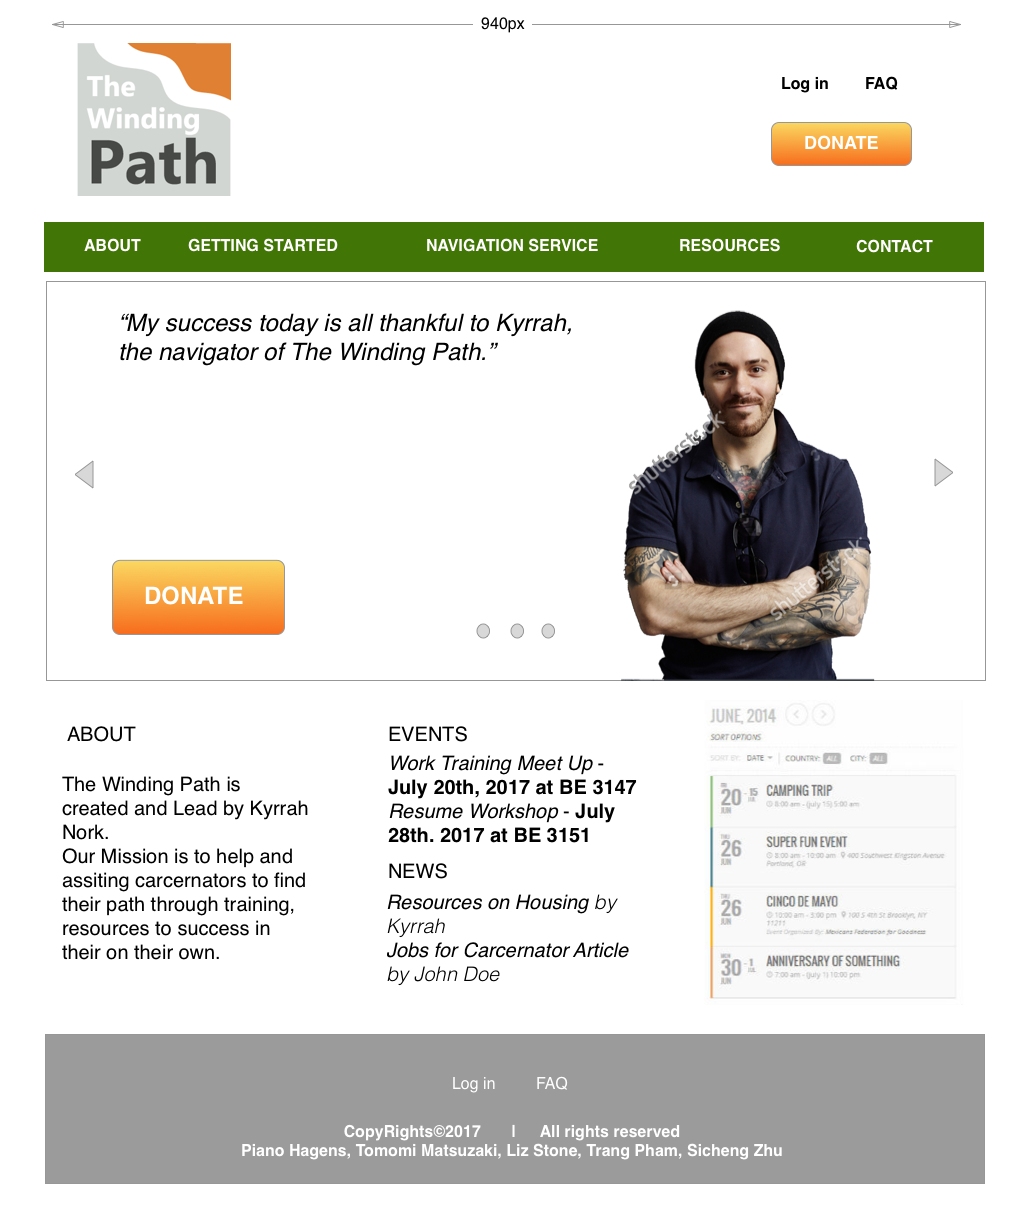 940px
The
Winding
Path
Log in FAQ
DONATE
ABOUT GETTING STARTED NAVIGATION SERVICE RESOURCES CONTACT
“My success today is all thankful to Kyrrah,
the navigator of The Winding Path.”
shutterstock
shutterstock
DONATE
ABOUT
The Winding Path is
created and Lead by Kyrrah
Nork.
Our Mission is to help and
assiting carcernators to find
their path through training,
resources to success in
their on their own.
EVENTS
Work Training Meet Up -
July 20th, 2017 at BE 3147
Resume Workshop - July
28th. 2017 at BE 3151
NEWS
Resources on Housing by
Kyrrah
Jobs for Carcernator Article
by John Doe
JUNE, 2014
SORT OPTIONS
SORT BY: DATE COUNTRY: ALL CITY: ALL
20 - 15 CAMPING TRIP
JUN JUL 8:00 am - (july 15) 5:00 am
THU
26 SUPER FUN EVENT
JUN 8:00 am - 10:00 am 400 Southwest Kingston Avenue
Portland, OR
THU
26 CINCO DE MAYO
JUN 10:00 am - 5:00 pm 100 S 4th St Brooklyn, NY
11211
Event Organized By: Mexicans Federation for Goodness
MON
30 - 1 ANNIVERSARY OF SOMETHING
JUN JUL 7:00 am - (july 1) 10:00 pm
Log in FAQ
CopyRights©2017 | All rights reserved
Piano Hagens, Tomomi Matsuzaki, Liz Stone, Trang Pham, Sicheng Zhu